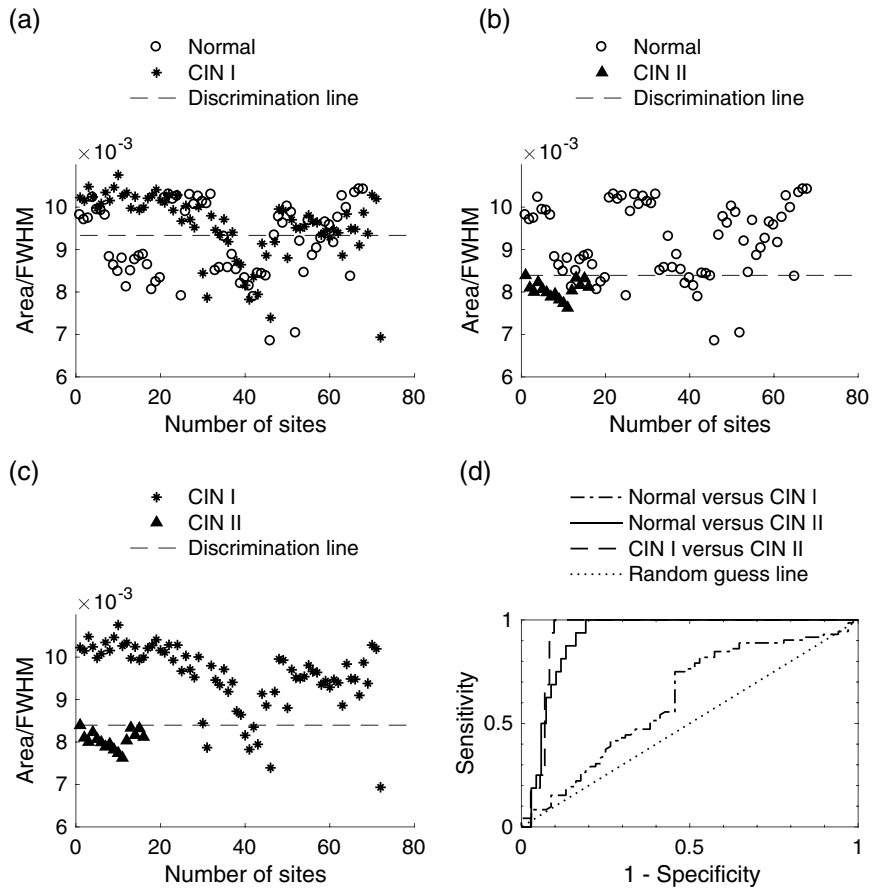 (a)
Normal
CIN I
Discrimination line
× 10⁻³
10
9
8
7
6
Area/FWHM
0 20 40 60 80
Number of sites
(b)
Normal
CIN II
Discrimination line
× 10⁻³
10
9
8
7
6
Area/FWHM
0 20 40 60 80
Number of sites
(c)
CIN I
CIN II
Discrimination line
× 10⁻³
10
9
8
7
6
Area/FWHM
0 20 40 60 80
Number of sites
(d)
Normal versus CIN I
Normal versus CIN II
CIN I versus CIN II
Random guess line
1
0.5
0
Sensitivity
0 0.5 1
1 - Specificity